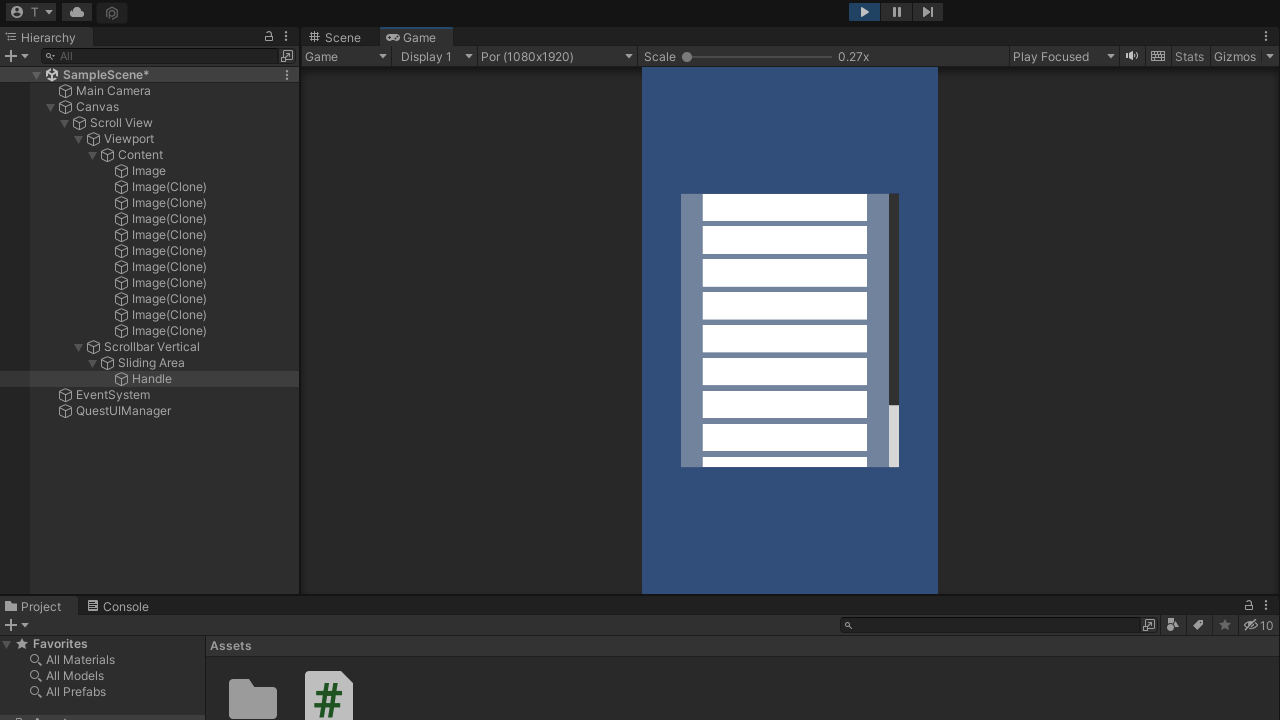 T
Hierarchy
All
SampleScene*
Main Camera
Canvas
Scroll View
Viewport
Content
Image
Image(Clone)
Image(Clone)
Image(Clone)
Image(Clone)
Image(Clone)
Image(Clone)
Image(Clone)
Image(Clone)
Image(Clone)
Image(Clone)
Scrollbar Vertical
Sliding Area
Handle
EventSystem
QuestUIManager
Scene Game
Game Display 1 Por (1080x1920) Scale 0.27x Play Focused Stats Gizmos
Project Console
10
Favorites
All Materials
All Models
All Prefabs
Assets
#